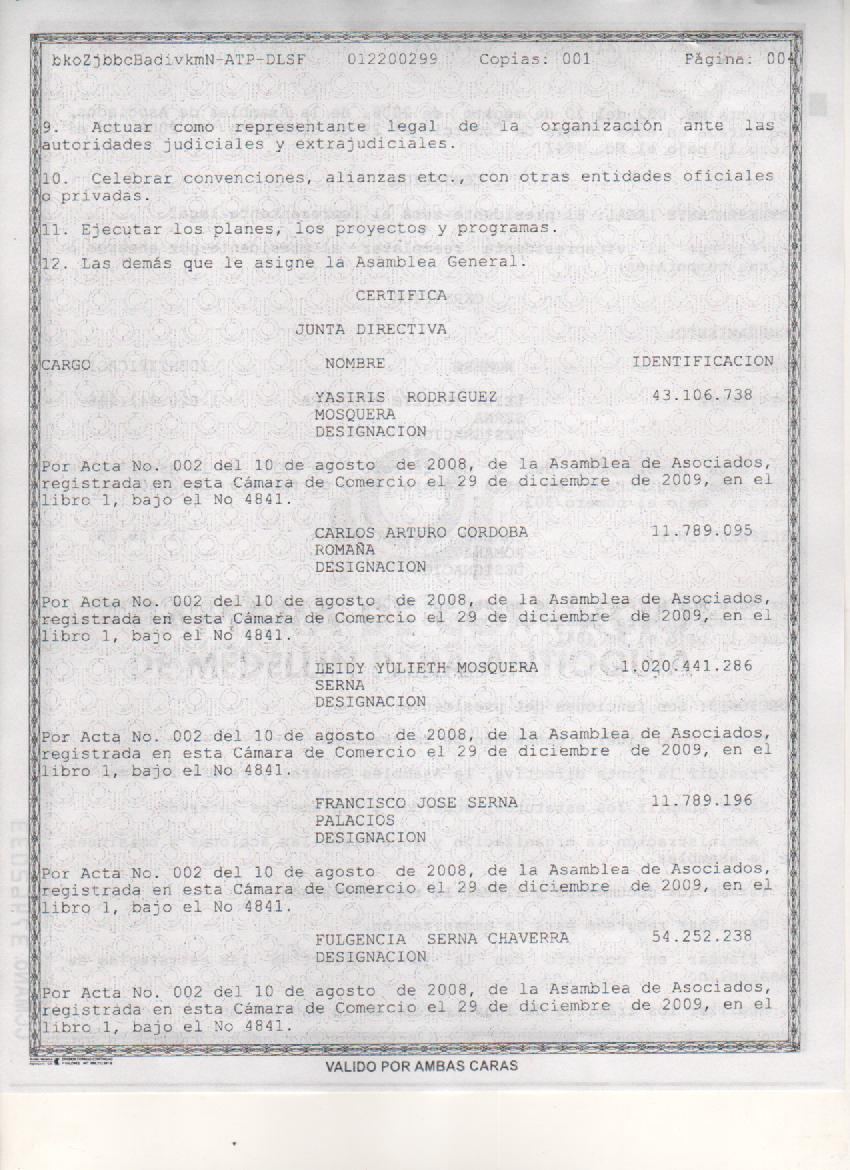 bkoZjbbcBadivkmN-ATP-DLSF 012200299 Copias: 001 Página: 004
9. Actuar como representante legal de la organización ante las
autoridades judiciales y extrajudiciales.
10. Celebrar convenciones, alianzas etc., con otras entidades oficiales
o privadas.
11. Ejecutar los planes, los proyectos y programas.
12. Las demás que le asigne la Asamblea General.
CERTIFICA
JUNTA DIRECTIVA
CARGO NOMBRE IDENTIFICACION
YASIRIS RODRIGUEZ 43.106.738
MOSQUERA
DESIGNACION
Por Acta No. 002 del 10 de agosto de 2008, de la Asamblea de Asociados,
registrada en esta Cámara de Comercio el 29 de diciembre de 2009, en el
libro 1, bajo el No 4841.
CARLOS ARTURO CORDOBA 11.789.095
ROMAÑA
DESIGNACION
Por Acta No. 002 del 10 de agosto de 2008, de la Asamblea de Asociados,
registrada en esta Cámara de Comercio el 29 de diciembre de 2009, en el
libro 1, bajo el No 4841.
LEIDY YULIETH MOSQUERA 1.020.441.286
SERNA
DESIGNACION
Por Acta No. 002 del 10 de agosto de 2008, de la Asamblea de Asociados,
registrada en esta Cámara de Comercio el 29 de diciembre de 2009, en el
libro 1, bajo el No 4841.
FRANCISCO JOSE SERNA 11.789.196
PALACIOS
DESIGNACION
Por Acta No. 002 del 10 de agosto de 2008, de la Asamblea de Asociados,
registrada en esta Cámara de Comercio el 29 de diciembre de 2009, en el
libro 1, bajo el No 4841.
FULGENCIA SERNA CHAVERRA 54.252.238
DESIGNACION
Por Acta No. 002 del 10 de agosto de 2008, de la Asamblea de Asociados,
registrada en esta Cámara de Comercio el 29 de diciembre de 2009, en el
libro 1, bajo el No 4841.
VALIDO POR AMBAS CARAS